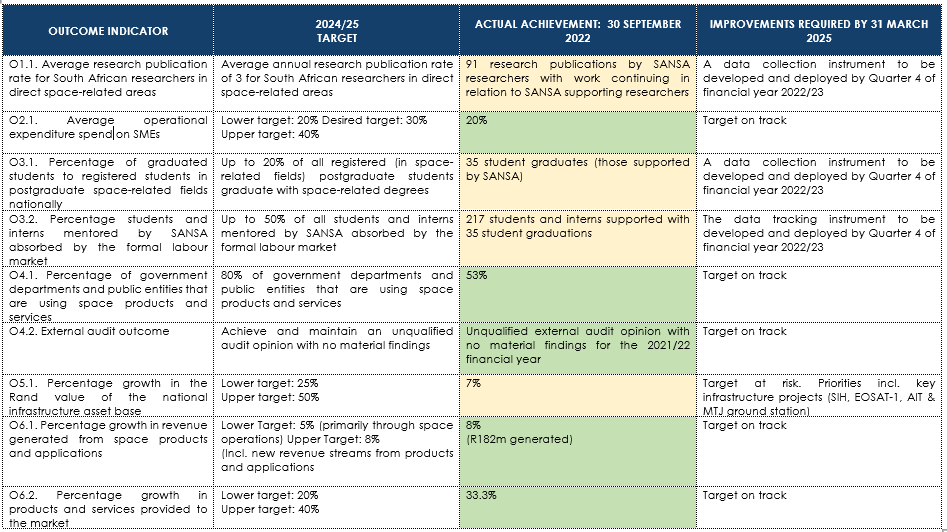 OUTCOME INDICATOR
2024/25
TARGET
ACTUAL ACHIEVEMENT: 30 SEPTEMBER
2022
IMPROVEMENTS REQUIRED BY 31 MARCH
2025
O1.1. Average research publication
rate for South African researchers in
direct space-related areas
Average annual research publication rate
of 3 for South African researchers in direct
space-related areas
91 research publications by SANSA
researchers with work continuing in
relation to SANSA supporting researchers
A data collection instrument to be
developed and deployed by Quarter 4 of
financial year 2022/23
O2.1. Average operational
expenditure spend on SMEs
Lower target: 20% Desired target: 30%
Upper target: 40%
20%
Target on track
O3.1. Percentage of graduated
students to registered students in
postgraduate space-related fields
nationally
Up to 20% of all registered (in space-
related fields) postgraduate students
graduate with space-related degrees
35 student graduates (those supported
by SANSA)
A data collection instrument to be
developed and deployed by Quarter 4 of
financial year 2022/23
O3.2. Percentage students and
interns mentored by SANSA
absorbed by the formal labour
market
Up to 50% of all students and interns
mentored by SANSA absorbed by the
formal labour market
217 students and interns supported with
35 student graduations
The data tracking instrument to be
developed and deployed by Quarter 4 of
financial year 2022/23
O4.1. Percentage of government
departments and public entities that
are using space products and
services
80% of government departments and
public entities that are using space
products and services
53%
Target on track
O4.2. External audit outcome
Achieve and maintain an unqualified
audit opinion with no material findings
Unqualified external audit opinion with
no material findings for the 2021/22
financial year
Target on track
O5.1. Percentage growth in the
Rand value of the national
infrastructure asset base
Lower target: 25%
Upper target: 50%
7%
Target at risk. Priorities incl. key
infrastructure projects (SIH, EOSAT-1, AIT &
MTJ ground station)
O6.1. Percentage growth in revenue
generated from space products
and applications
Lower Target: 5% (primarily through space
operations) Upper Target: 8%
(Incl. new revenue streams from products
and applications
8%
(R182m generated)
Target on track
O6.2. Percentage growth in
products and services provided to
the market
Lower target: 20%
Upper target: 40%
33.3%
Target on track